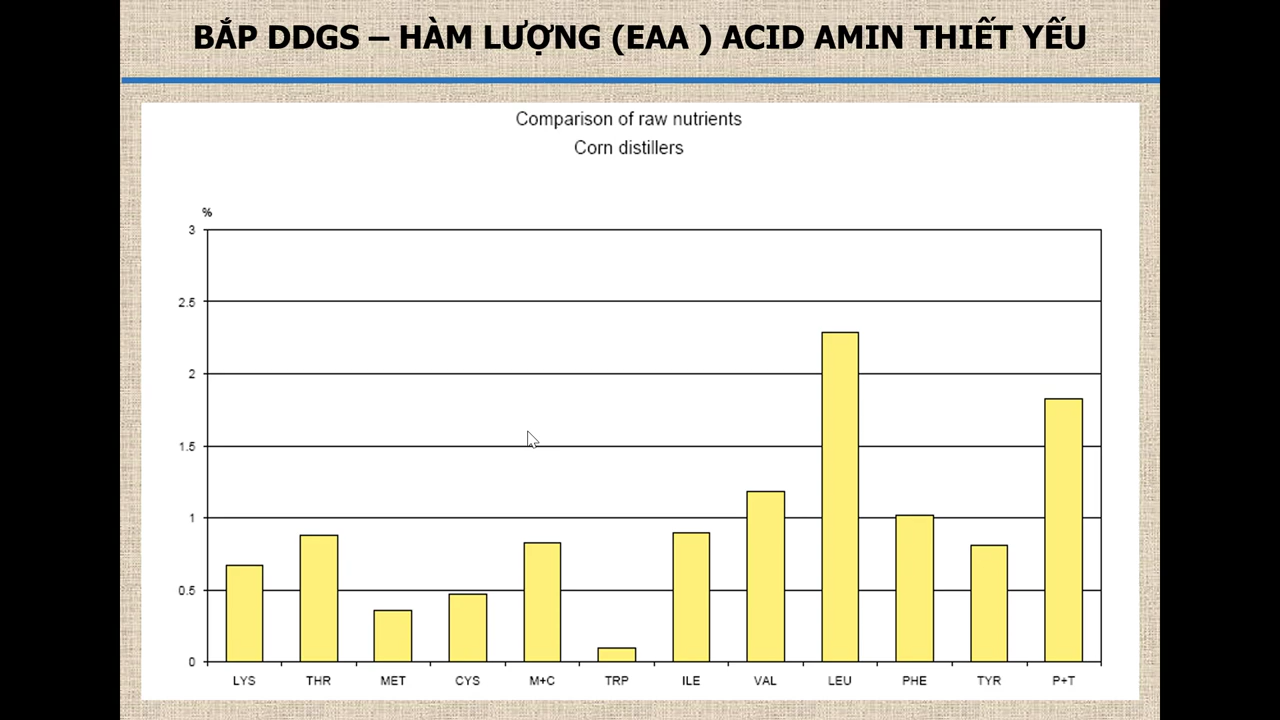 BẮP DDGS – HÀM LƯỢNG (EAA ) ACID AMIN THIẾT YẾU
Comparison of raw nutrients
Corn distillers
%
3
2.5
2
1.5
1
0.5
0
LYS THR MET CYS M+C TRP ILE VAL LEU PHE TYR P+T